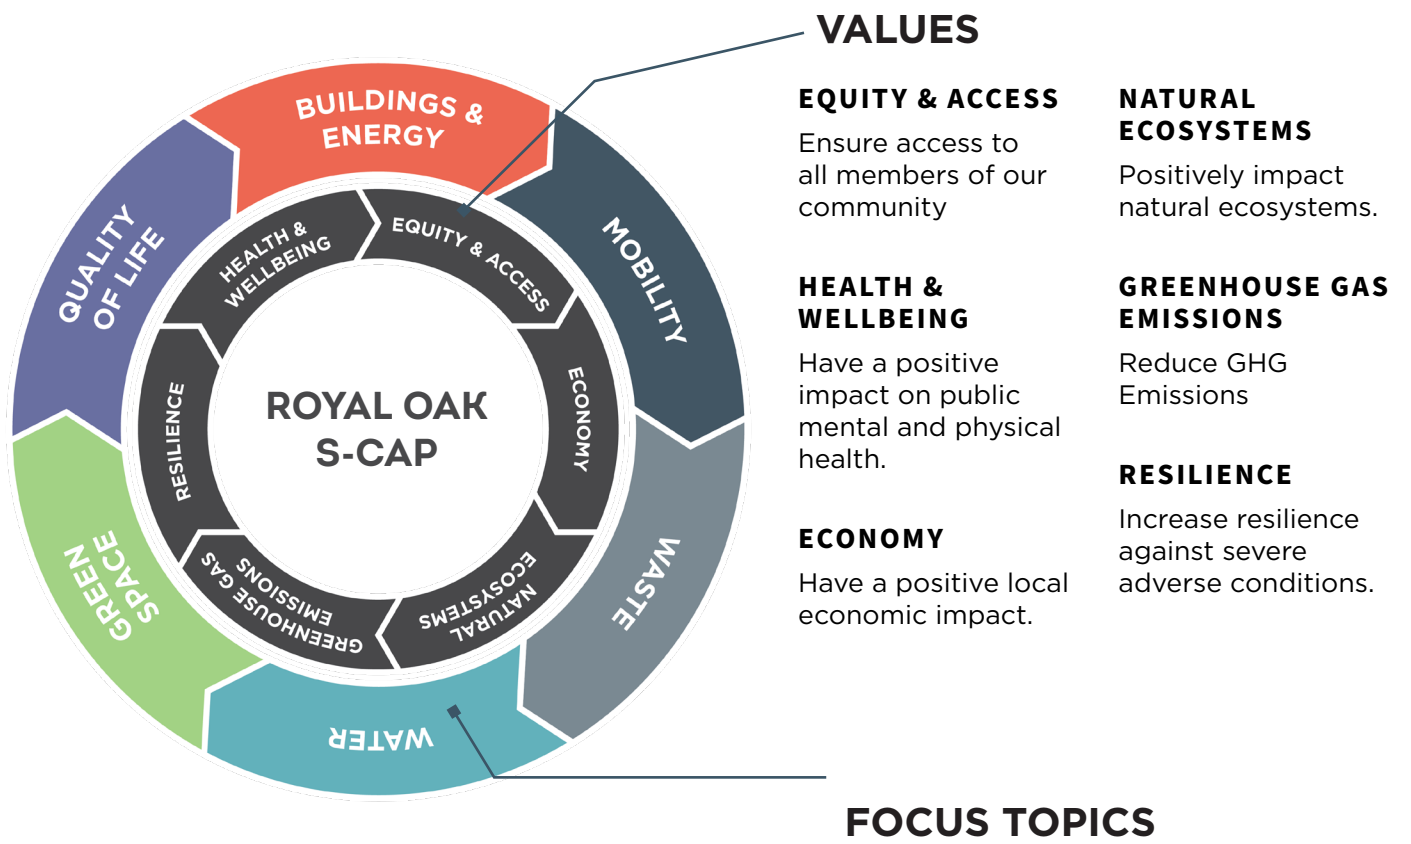 VALUES
EQUITY & ACCESS
Ensure access to
all members of our
community
HEALTH &
WELLBEING
Have a positive
impact on public
mental and physical
health.
ECONOMY
Have a positive local
economic impact.
NATURAL
ECOSYSTEMS
Positively impact
natural ecosystems.
GREENHOUSE GAS
EMISSIONS
Reduce GHG
Emissions
RESILIENCE
Increase resilience
against severe
adverse conditions.
BUILDINGS &
ENERGY
MOBILITY
WASTE
WATER
GREEN
SPACE
QUALITY
OF LIFE
EQUITY & ACCESS
ECONOMY
NATURAL
ECOSYSTEMS
GREENHOUSE GAS
EMISSIONS
RESILIENCE
HEALTH &
WELLBEING
ROYAL OAK
S-CAP
FOCUS TOPICS